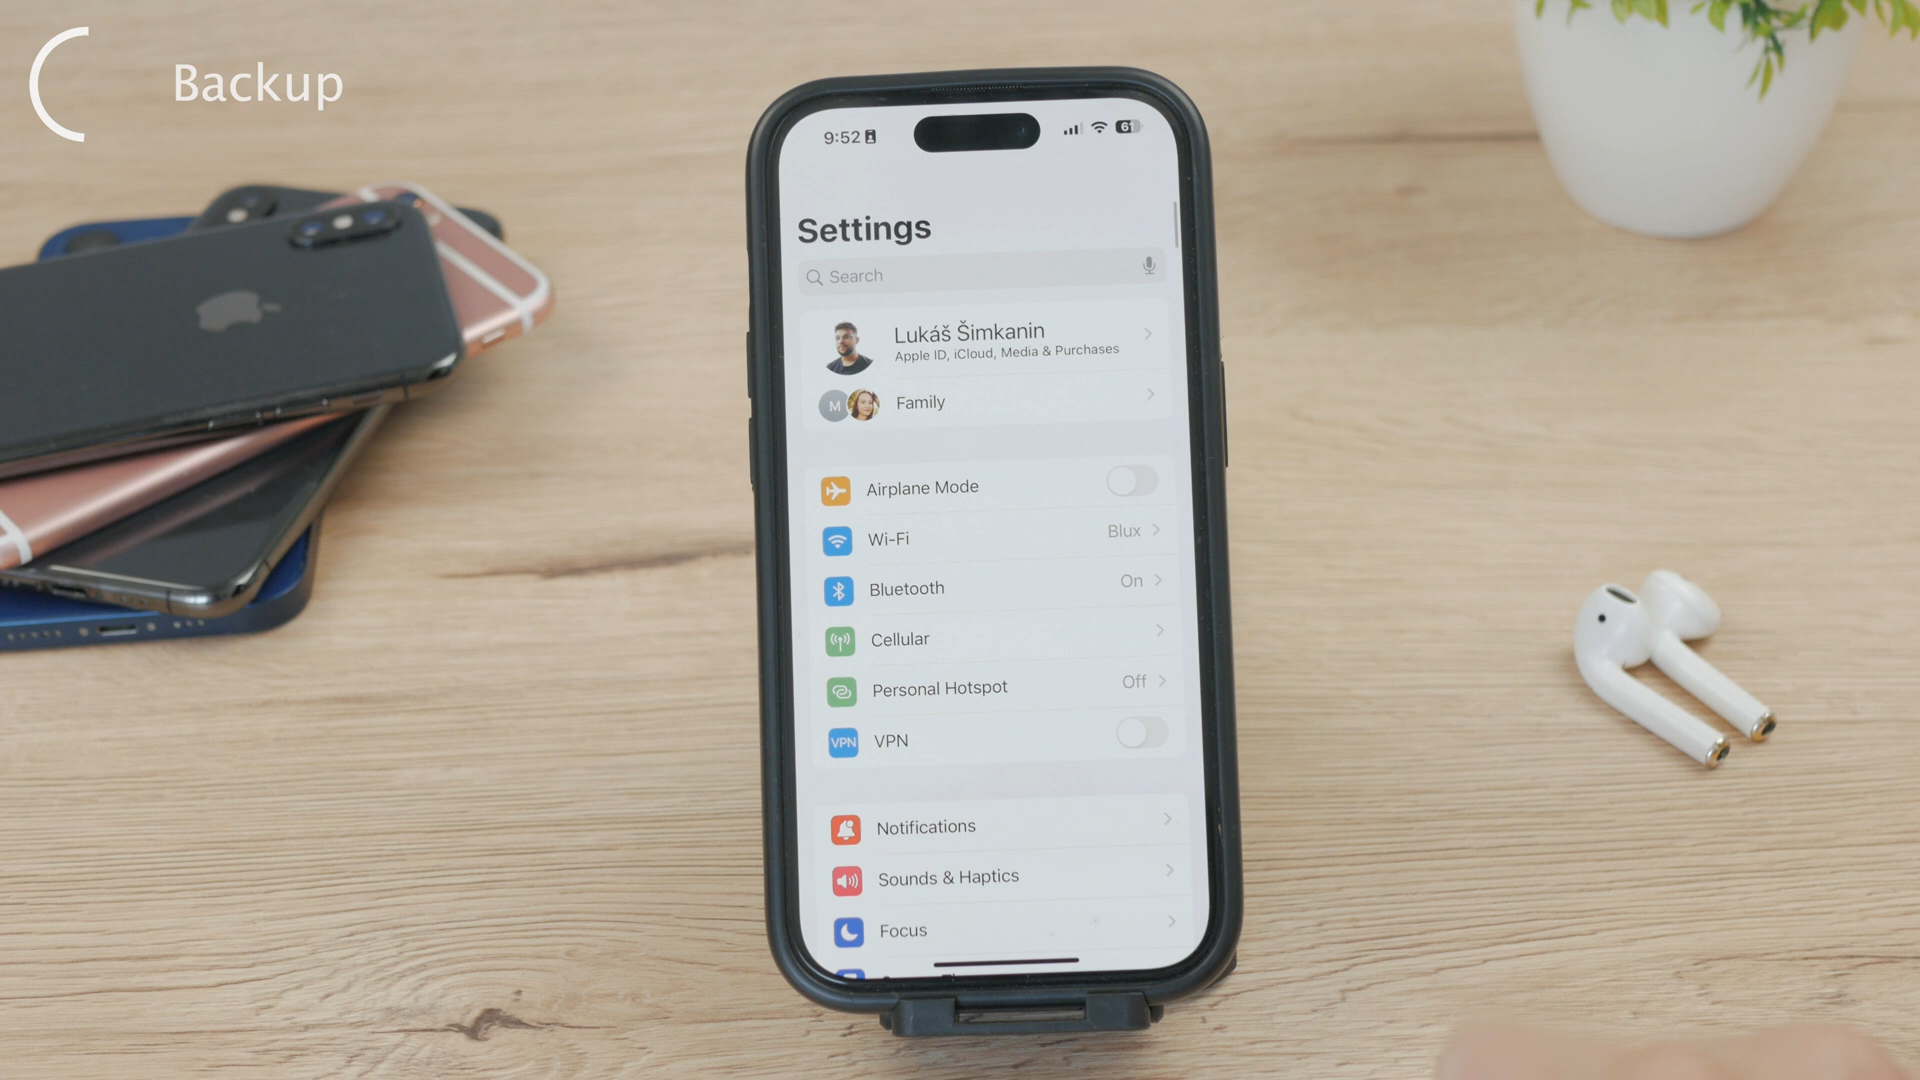 Backup
9:52
61
Settings
Search
Lukáš Šimkanin
Apple ID, iCloud, Media & Purchases
M
Family
Airplane Mode
Wi-Fi
Blux
Bluetooth
On
Cellular
Personal Hotspot
Off
VPN
VPN
Notifications
Sounds & Haptics
Focus